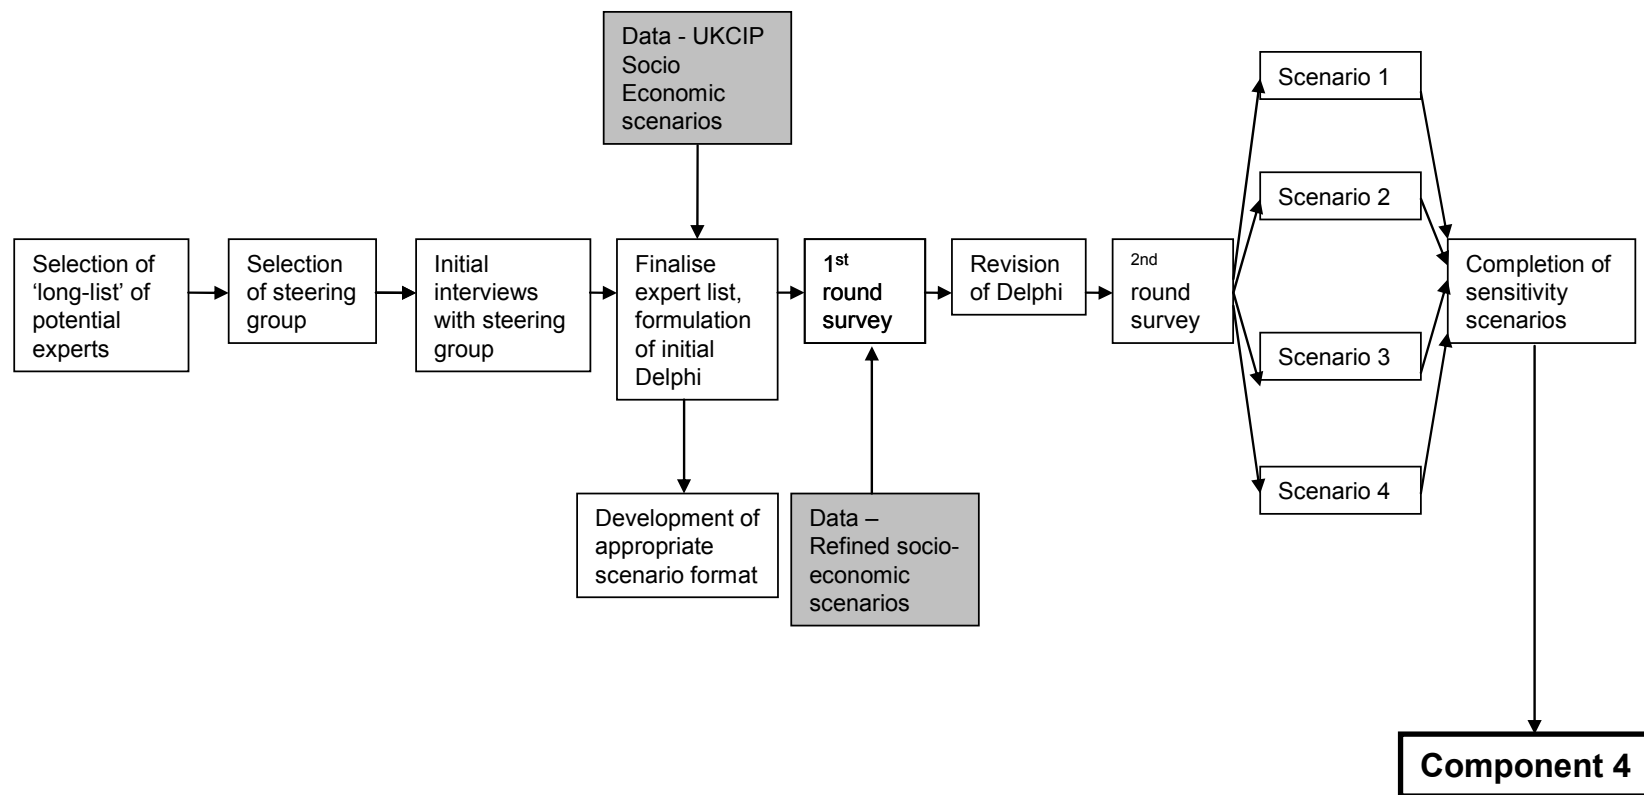 Data - UKCIP
Socio
Economic
scenarios
Scenario 1
Scenario 2
Selection of
‘long-list’ of
potential
experts
Selection
of steering
group
Initial
interviews
with steering
group
Finalise
expert list,
formulation
of initial
Delphi
1st
round
survey
Revision
of Delphi
2nd
round
survey
Completion of
sensitivity
scenarios
Scenario 3
Scenario 4
Development of
appropriate
scenario format
Data –
Refined socio-
economic
scenarios
Component 4